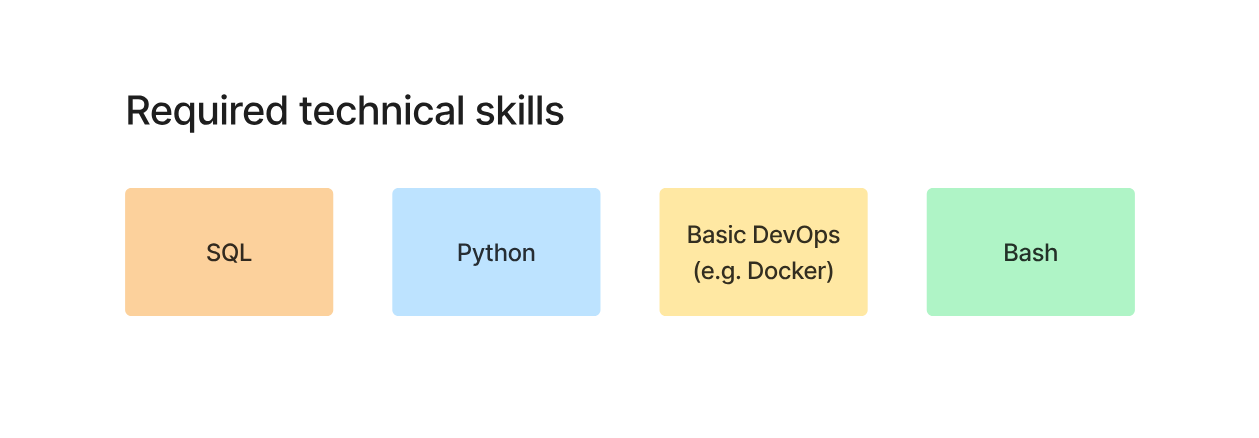 Required technical skills
SQL
Python
Basic DevOps
(e.g. Docker)
Bash